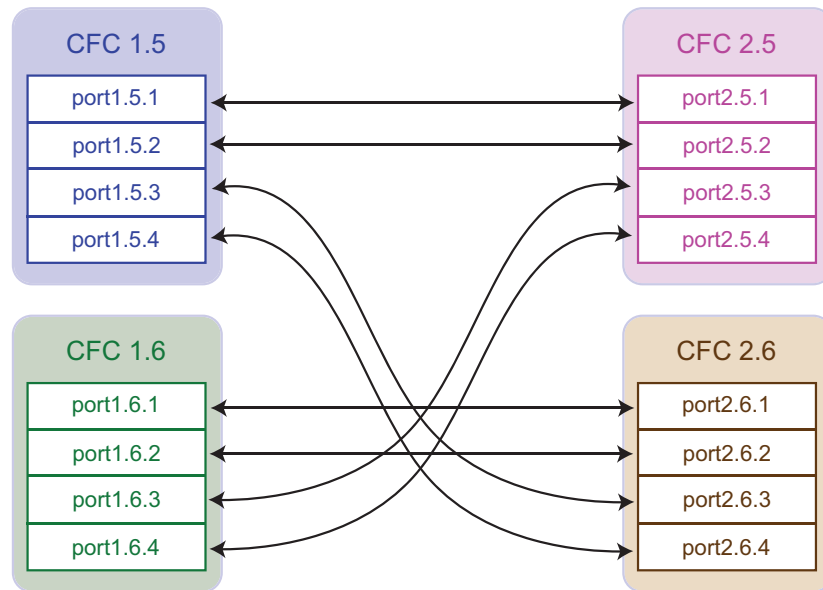 CFC 1.5
port1.5.1
port1.5.2
port1.5.3
port1.5.4
CFC 2.5
port2.5.1
port2.5.2
port2.5.3
port2.5.4
CFC 1.6
port1.6.1
port1.6.2
port1.6.3
port1.6.4
CFC 2.6
port2.6.1
port2.6.2
port2.6.3
port2.6.4